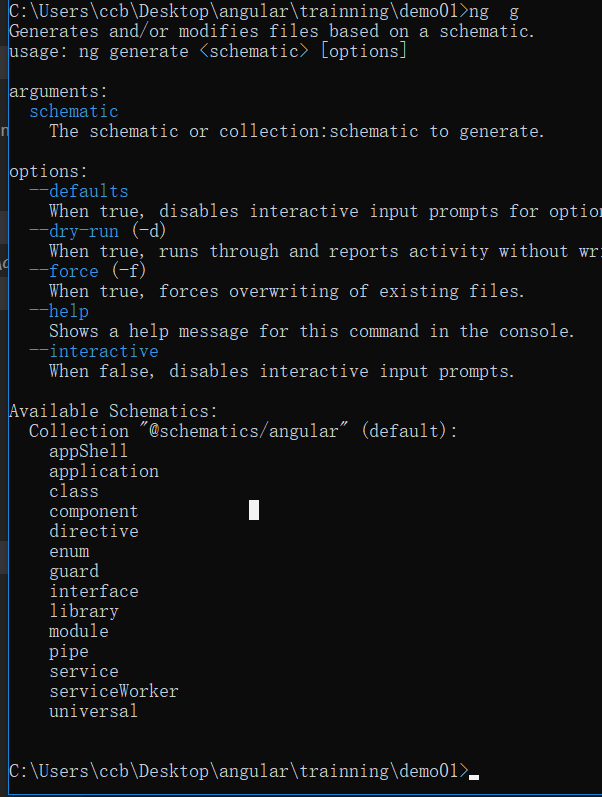 C:\Users\ccb\Desktop\angular\trainning\demo01>ng  g
Generates and/or modifies files based on a schematic.
usage: ng generate <schematic> [options]
arguments:
schematic
The schematic or collection:schematic to generate.
options:
--defaults
When true, disables interactive input prompts for
--dry-run (-d)
When true, runs through and reports activity without
--force (-f)
When true, forces overwriting of existing files.
--help
Shows a help message for this command in the console.
--interactive
When false, disables interactive input prompts.
Available Schematics:
Collection "@schematics/angular" (default):
appShell
application
class
component
directive
enum
guard
interface
library
module
pipe
service
serviceWorker
universal
C:\Users\ccb\Desktop\angular\trainning\demo01>